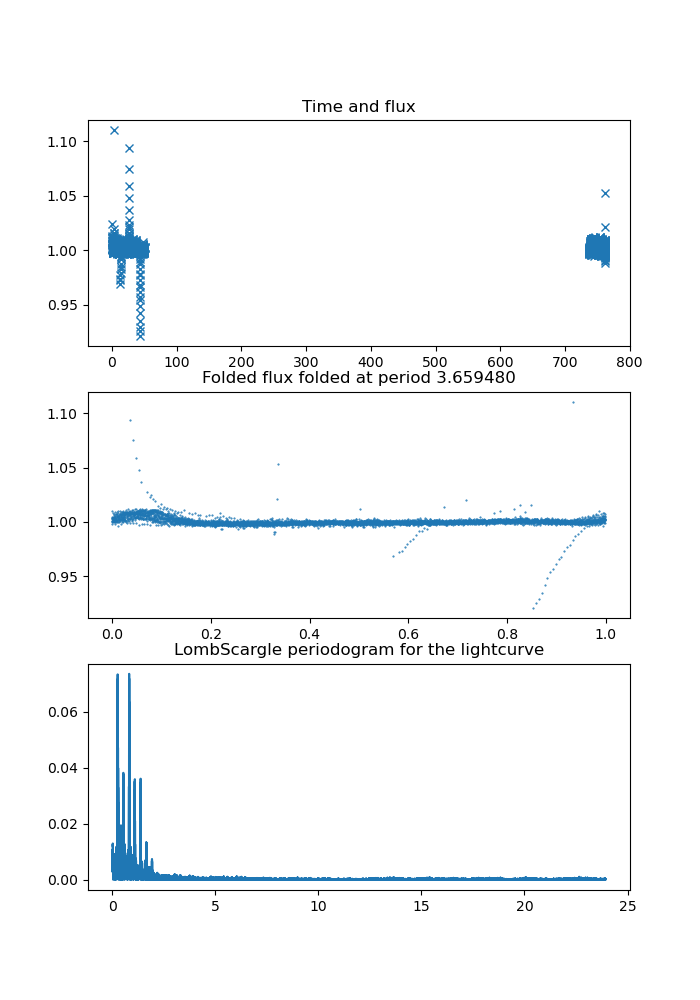 Time and flux
1.10
1.05
1.00
0.95
0 100 200 300 400 500 600 700 800
Folded flux folded at period 3.659480
1.10
1.05
1.00
0.95
0.0 0.2 0.4 0.6 0.8 1.0
LombScargle periodogram for the lightcurve
0.06
0.04
0.02
0.00
0 5 10 15 20 25